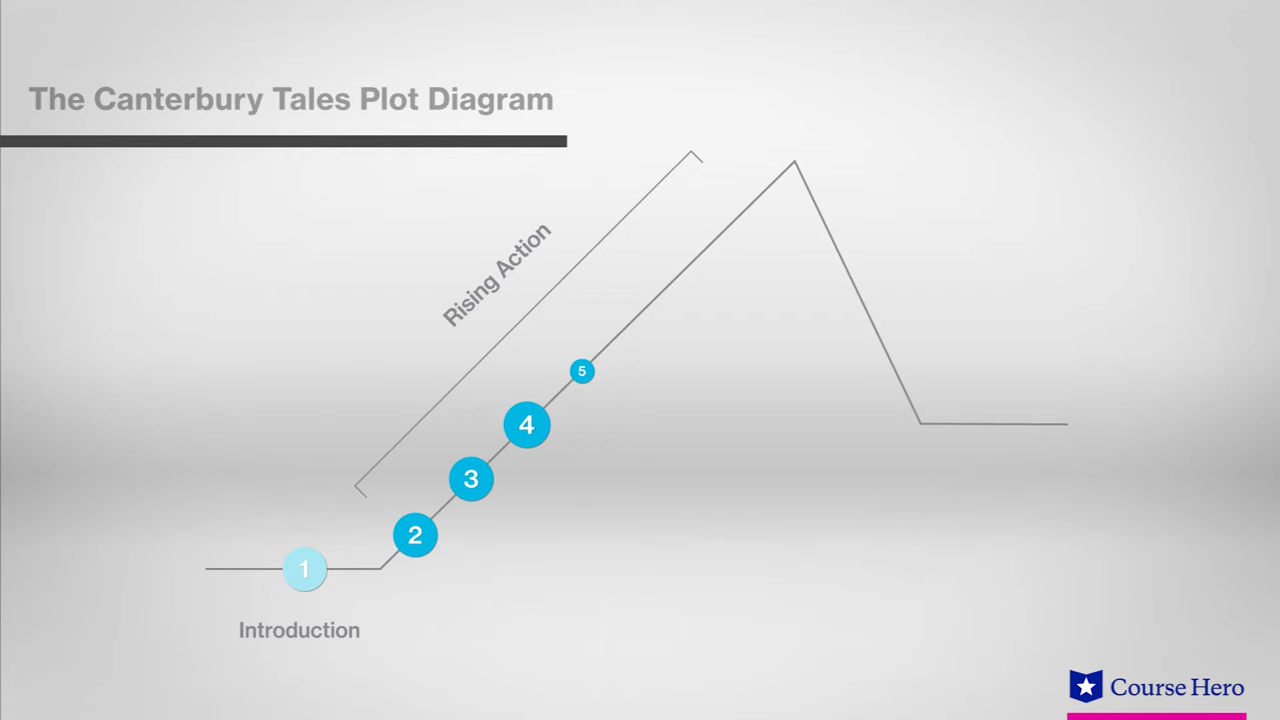 The Canterbury Tales Plot Diagram
Rising Action
5
4
3
2
1
Introduction
Course Hero